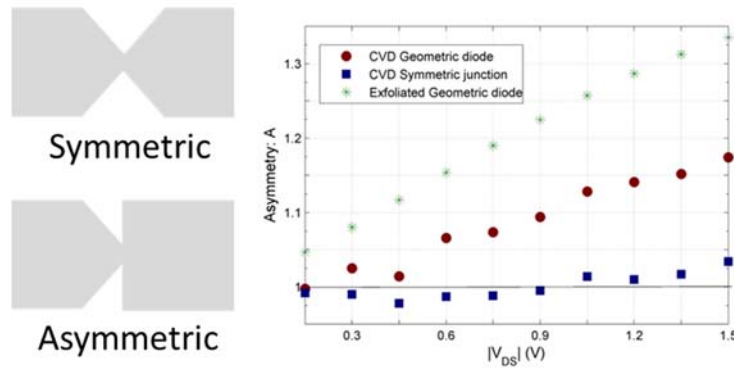 Symmetric
Asymmetric
CVD Geometric diode
CVD Symmetric junction
Exfoliated Geometric diode
Asymmetry: A
1.3
1.2
1.1
1
0.3
0.6
0.9
1.2
1.5
|V_DS| (V)